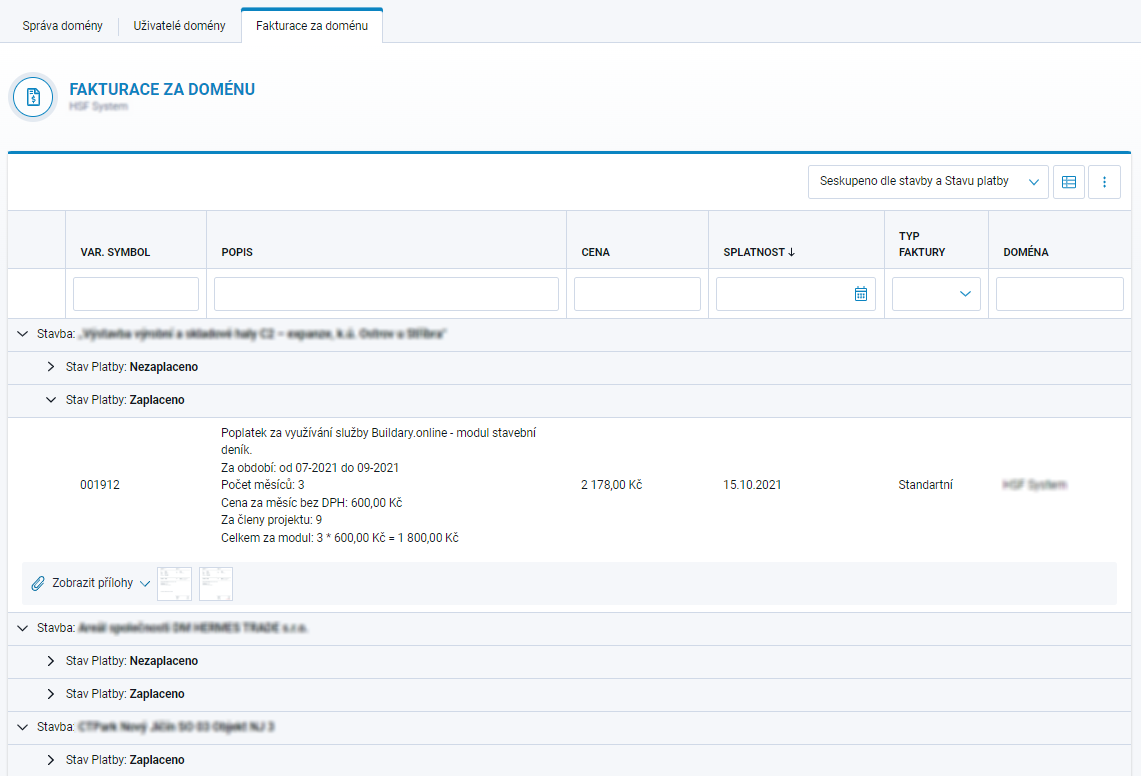 Správa domény
Uživatelé domény
Fakturace za doménu
FAKTURACE ZA DOMÉNU
HSF System
Seskupeno dle stavby a Stavu platby
VAR. SYMBOL
POPIS
CENA
SPLATNOST ↓
TYP
FAKTURY
DOMÉNA
Stavba:
Stav Platby: Nezaplaceno
Stav Platby: Zaplaceno
001912
Poplatek za využívání služby Buildary.online - modul stavební
deník.
Za období: od 07-2021 do 09-2021
Počet měsíců: 3
Cena za měsíc bez DPH: 600,00 Kč
Za členy projektu: 9
Celkem za modul: 3 * 600,00 Kč = 1 800,00 Kč
2 178,00 Kč
15.10.2021
Standartní
HSF System
Zobrazit přílohy
Stavba:
Stav Platby: Nezaplaceno
Stav Platby: Zaplaceno
Stavba:
Stav Platby: Zaplaceno